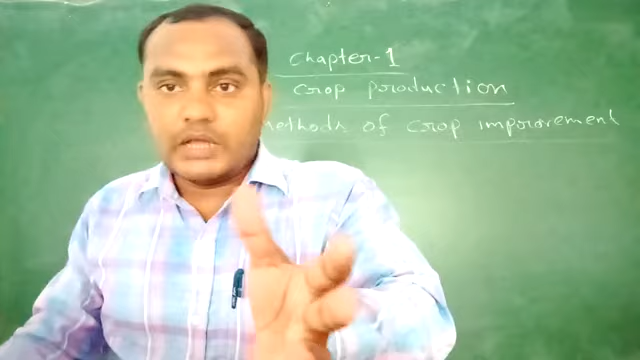 Chapter-1
Crop production
methods of crop improvement